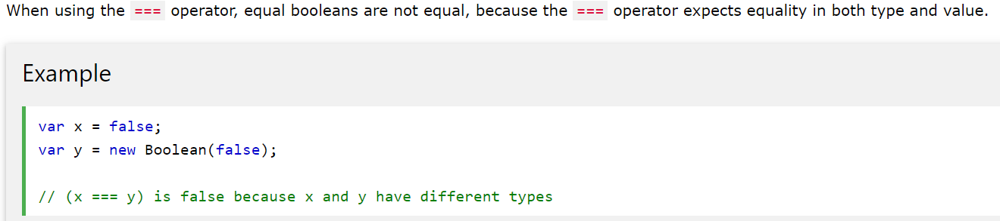 When using the === operator, equal booleans are not equal, because the === operator expects equality in both type and value.
Example
var x = false;
var y = new Boolean(false);
// (x === y) is false because x and y have different types